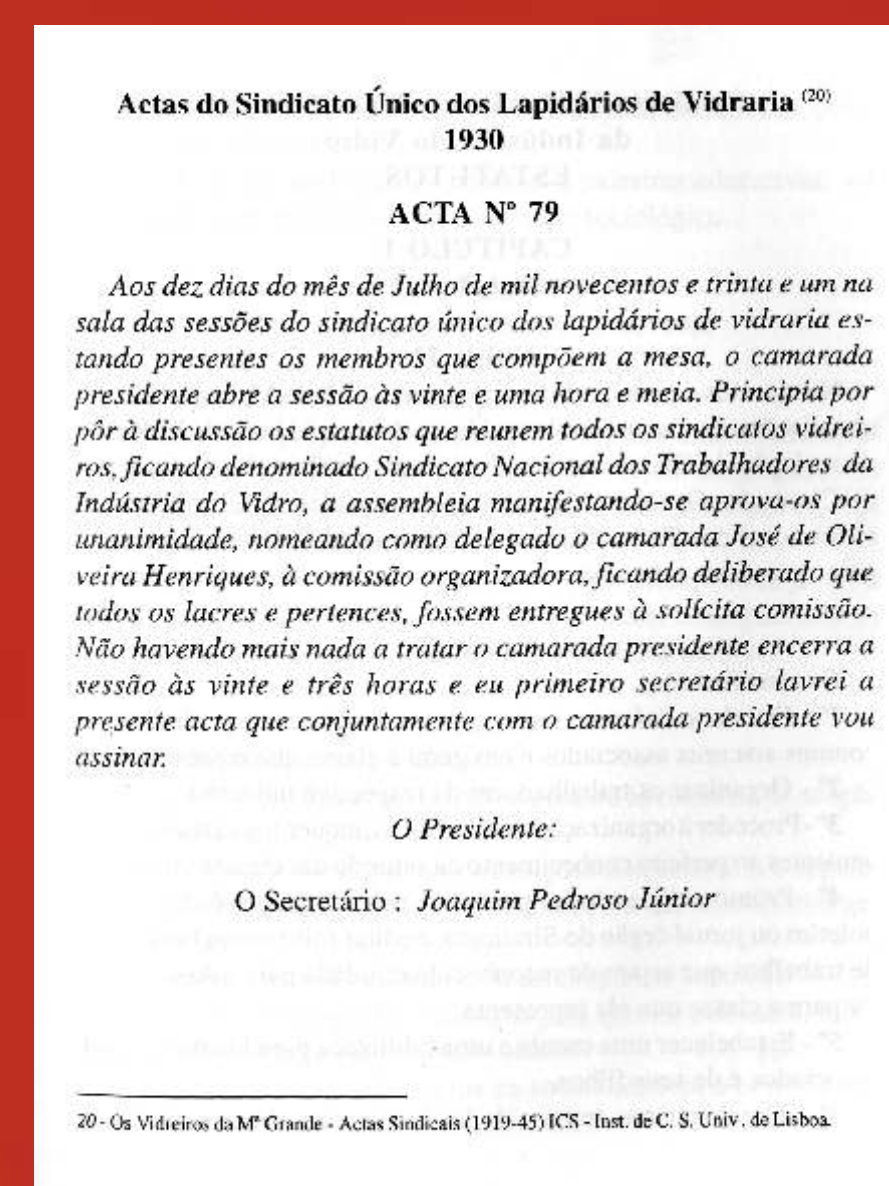 Actas do Sindicato Único dos Lapidários de Vidraria (20)
1930
ACTA Nº 79
Aos dez dias do mês de Julho de mil novecentos e trinta e um na
sala das sessões do sindicato único dos lapidários de vidraria es-
tando presentes os membros que compõem a mesa, o camarada
presidente abre a sessão às vinte e uma hora e meia. Principia por
pôr à discussão os estatutos que reunem todos os sindicatos vidrei-
ros, ficando denominado Sindicato Nacional dos Trabalhadores da
Indústria do Vidro, a assembleia manifestando-se aprova-os por
unanimidade, nomeando como delegado o camarada José de Oli-
veira Henriques, à comissão organizadora, ficando deliberado que
todos os lacres e pertences, fossem entregues à solícita comissão.
Não havendo mais nada a tratar o camarada presidente encerra a
sessão às vinte e três horas e eu primeiro secretário lavrei a
presente acta que conjuntamente com o camarada presidente vou
assinar.
O Presidente:
O Secretário : Joaquim Pedroso Júnior
20 - Os Vidreiros da Mª Grande - Actas Sindicais (1919-45) ICS - Inst. de C. S. Univ. de Lisboa.